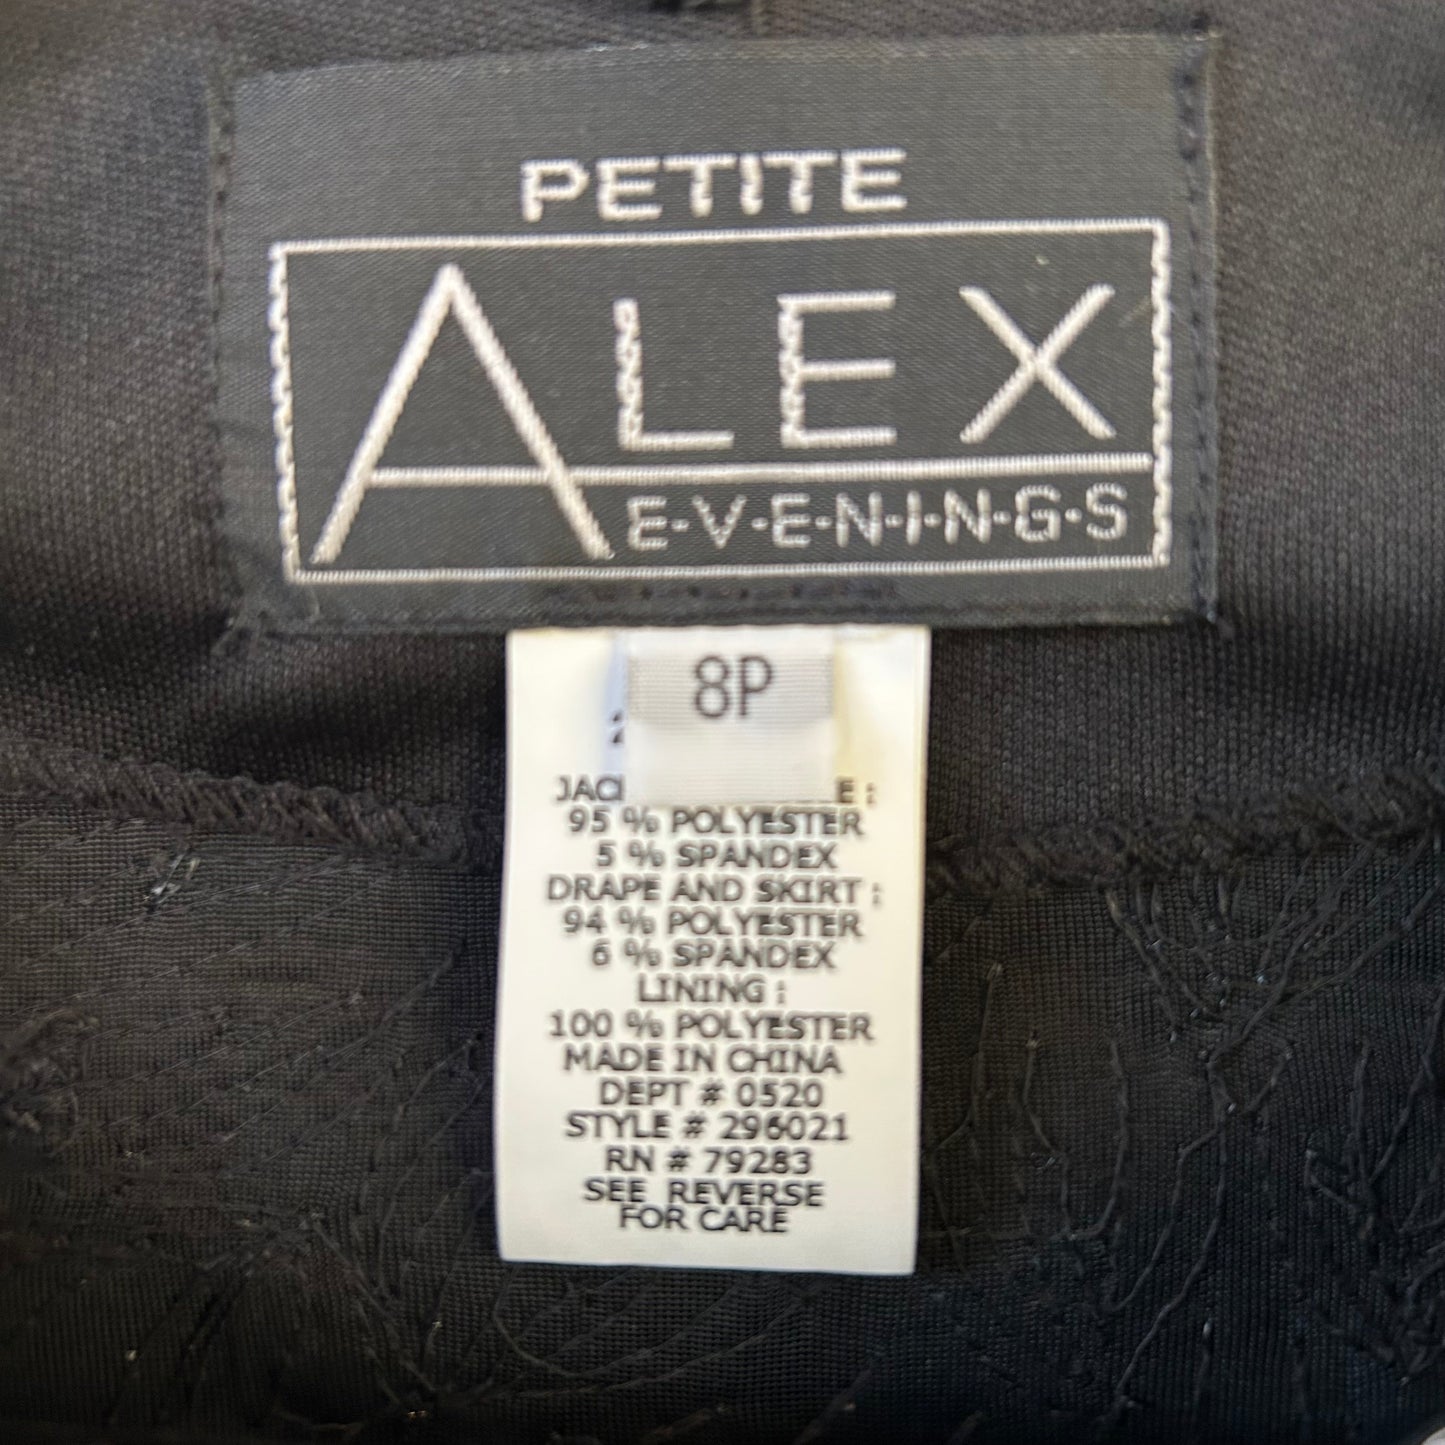 PETITE
ALEX
E·V·E·N·I·N·G·S
8P
95 % POLYESTER
5 % SPANDEX
DRAPE AND SKIRT :
94 % POLYESTER
6 % SPANDEX
LINING :
100 % POLYESTER
MADE IN CHINA
DEPT # 0520
STYLE # 296021
RN # 79283
SEE REVERSE
FOR CARE